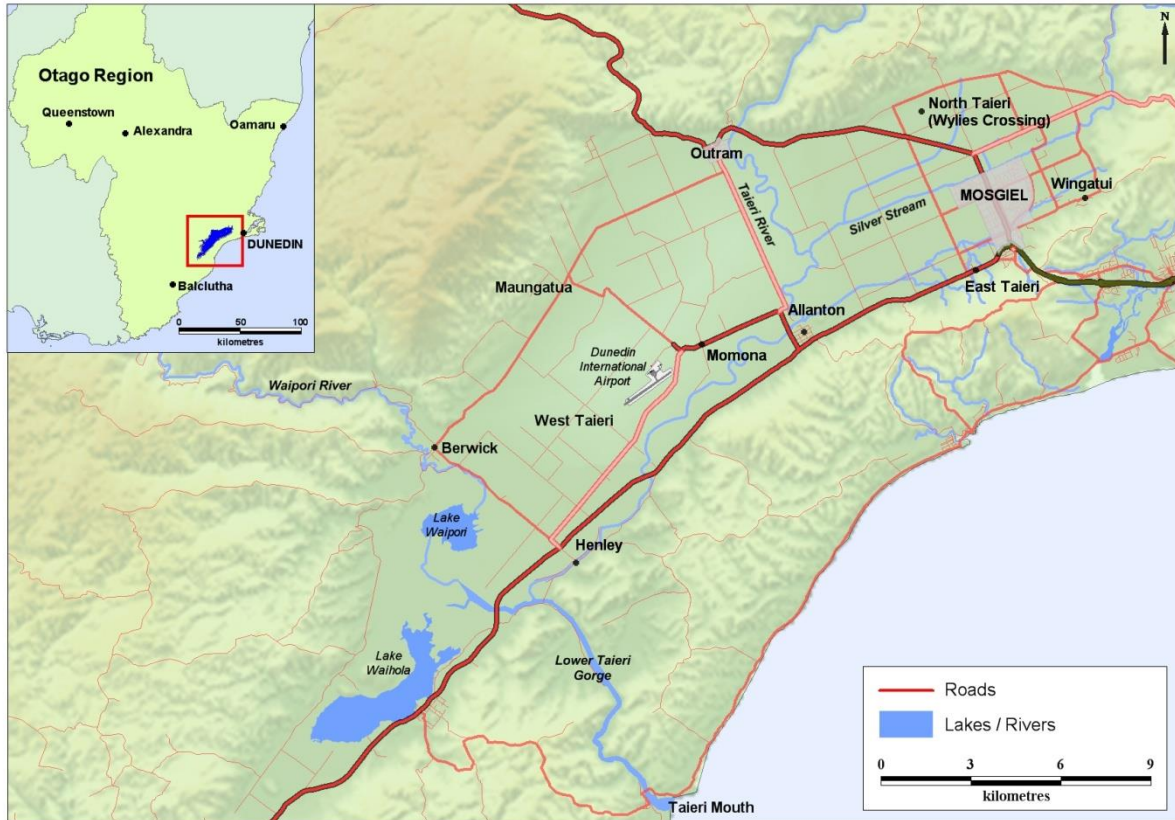 Otago Region
Queenstown
Alexandra
Oamaru
DUNEDIN
Balclutha
0 50 100
kilometres
N
North Taieri
(Wylies Crossing)
Outram
MOSGIEL
Wingatui
Taieri River
Silver Stream
East Taieri
Maungatua
Allanton
Momona
Dunedin
International
Airport
Waipori River
West Taieri
Berwick
Lake
Waipori
Henley
Lake
Waihola
Lower Taieri
Gorge
Taieri Mouth
Roads
Lakes / Rivers
0 3 6 9
kilometres